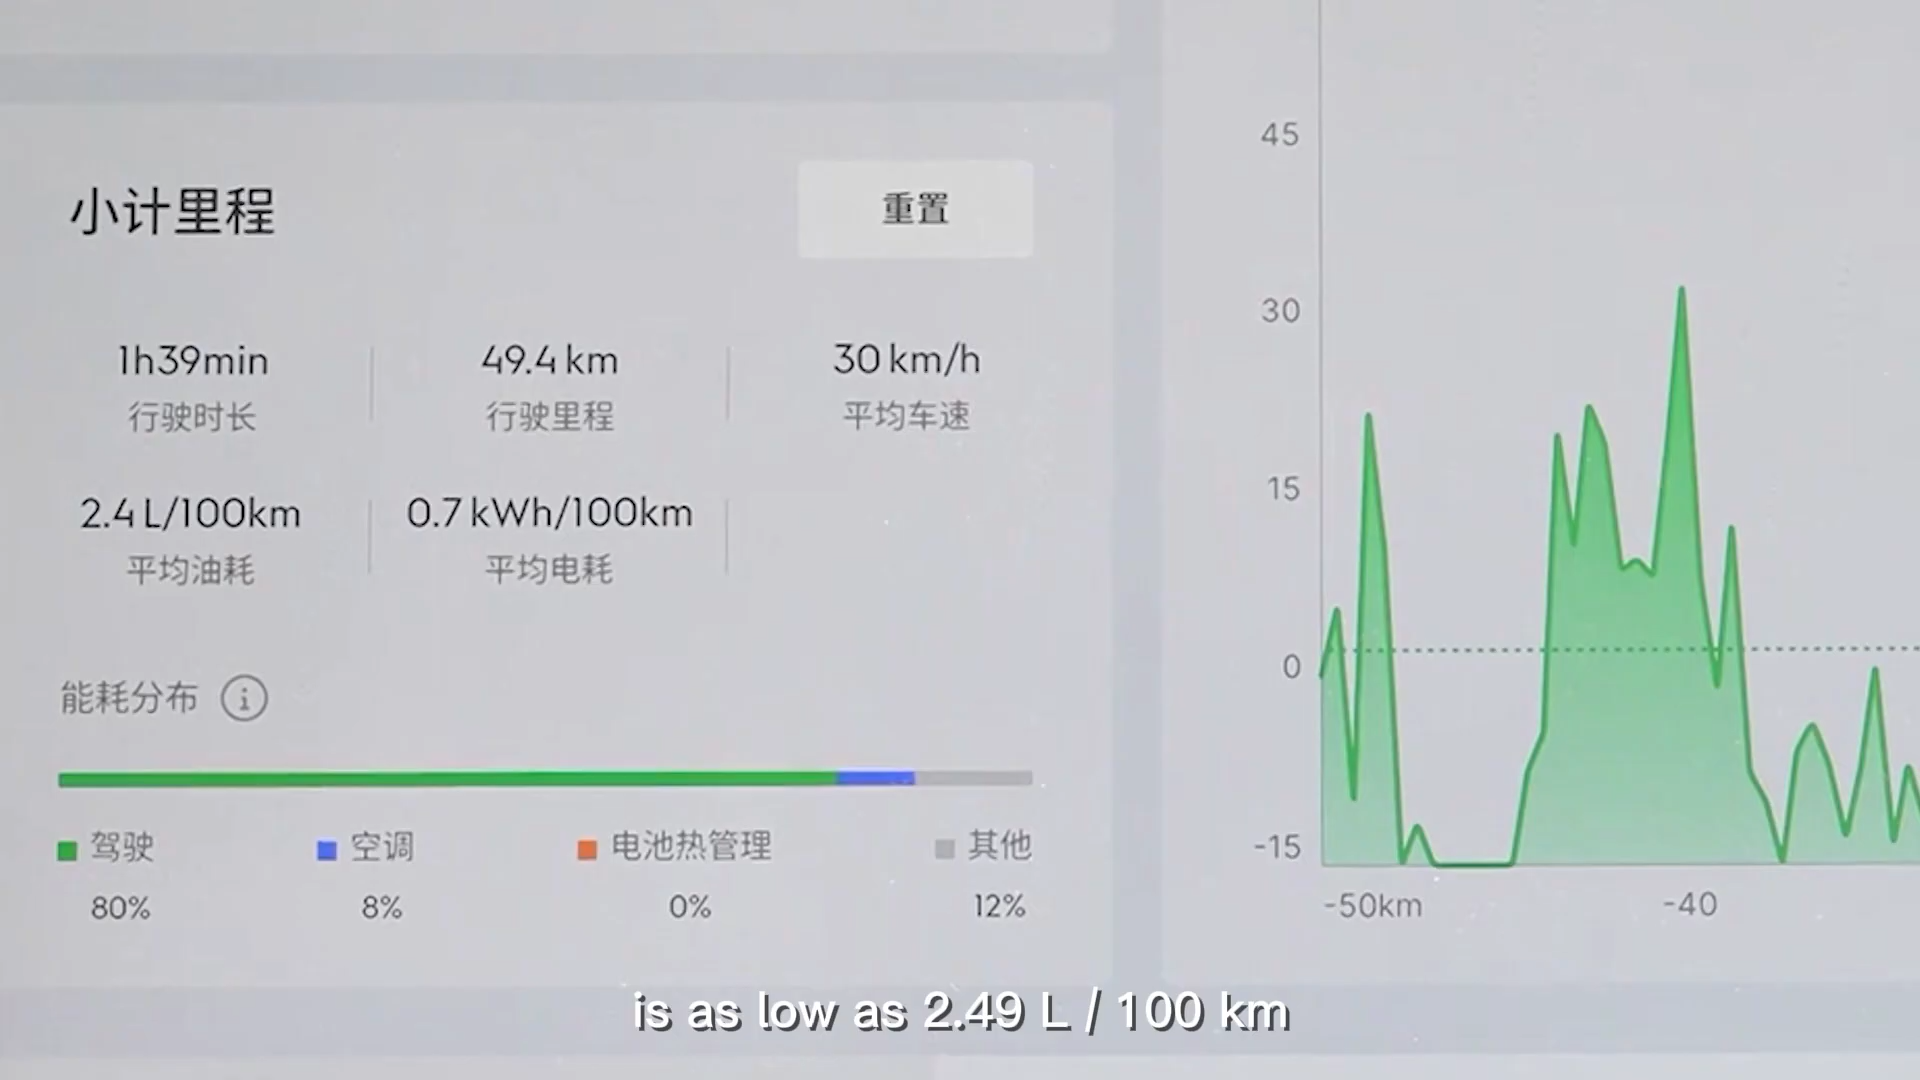 小计里程
重置
1h39min
行驶时长
49.4 km
行驶里程
30 km/h
平均车速
2.4 L/100km
平均油耗
0.7 kWh/100km
平均电耗
能耗分布
i
驾驶
80%
空调
8%
电池热管理
0%
其他
12%
45
30
15
0
-15
-50km
-40
is as low as 2.49 L / 100 km